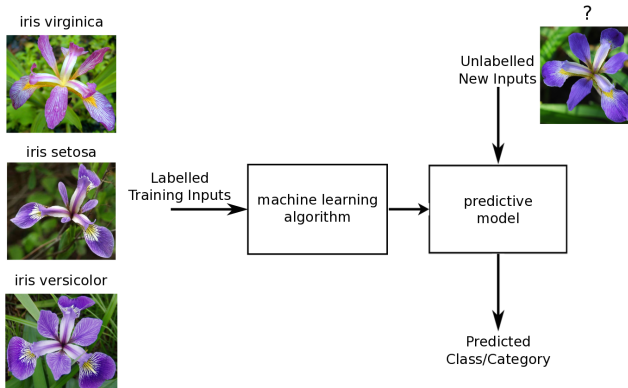 iris virginica
iris setosa
iris versicolor
Labelled
Training Inputs
machine learning
algorithm
?
Unlabelled
New Inputs
predictive
model
Predicted
Class/Category